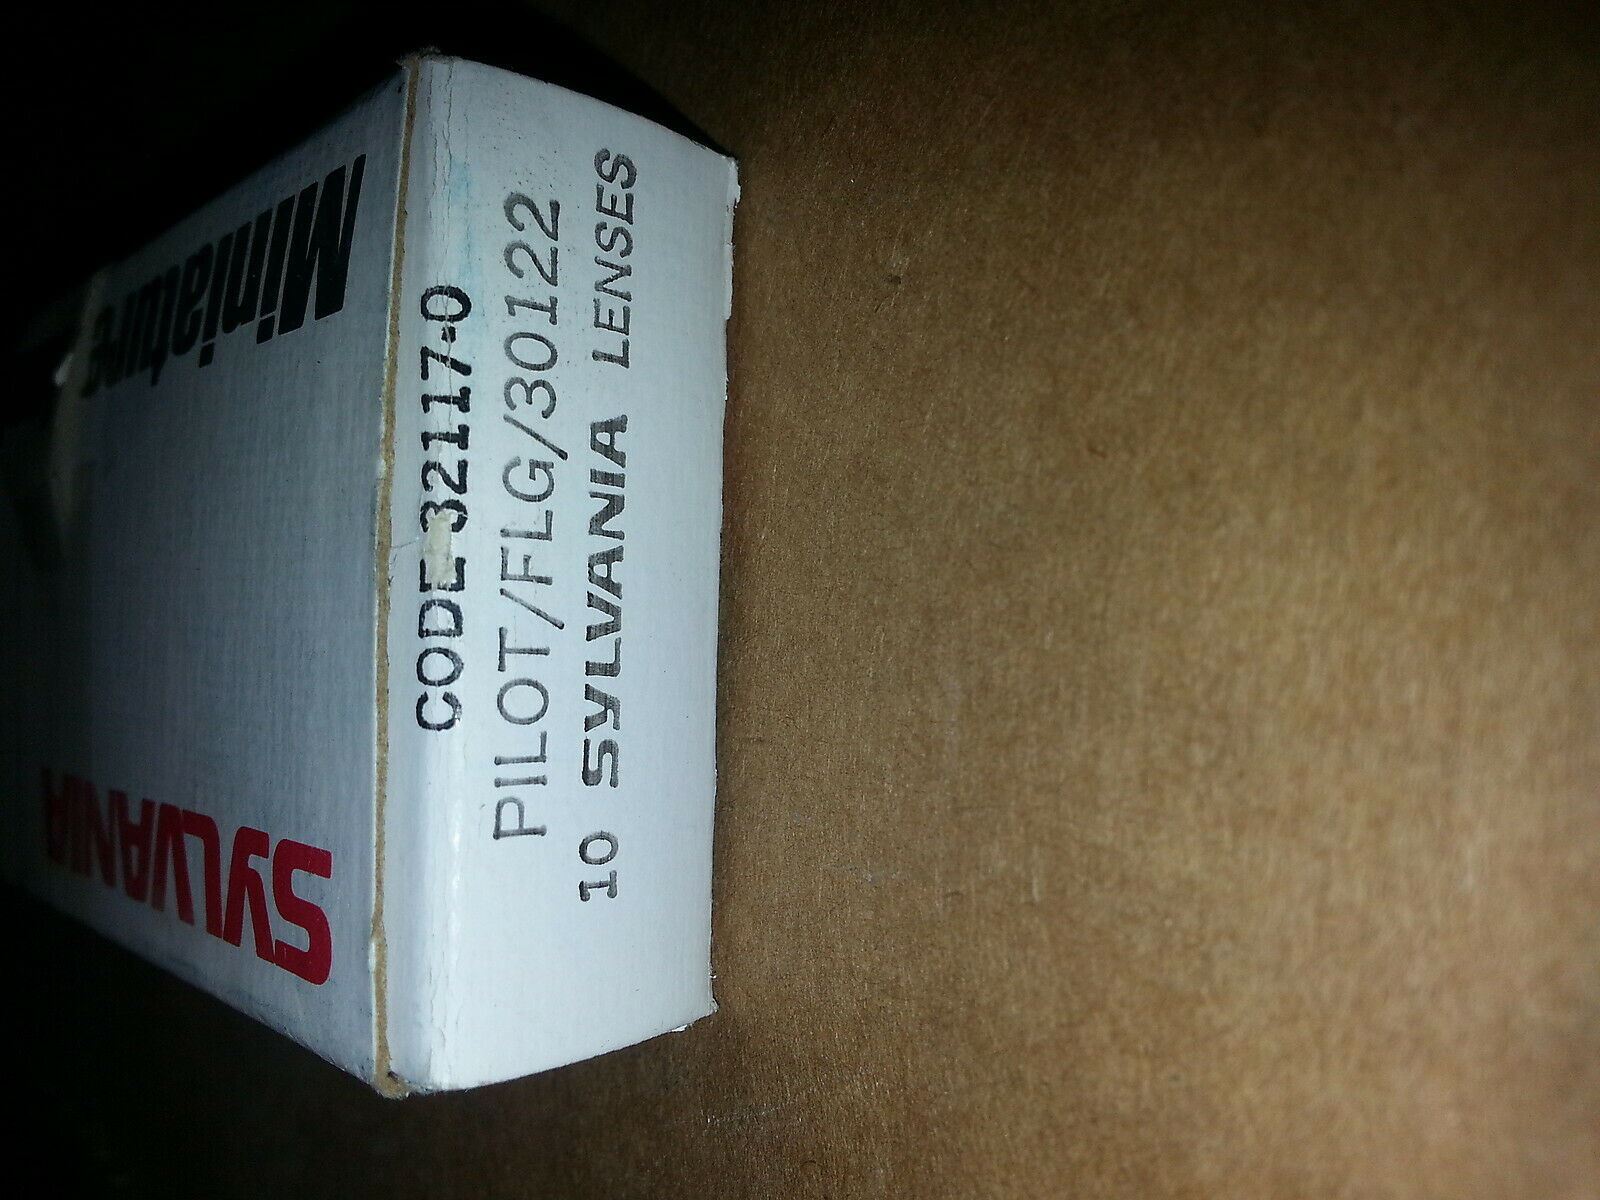 CODE 32117-0
PILOT/FLG/30122
10 SYLVANIA LENSES
SYLVANIA
Miniature